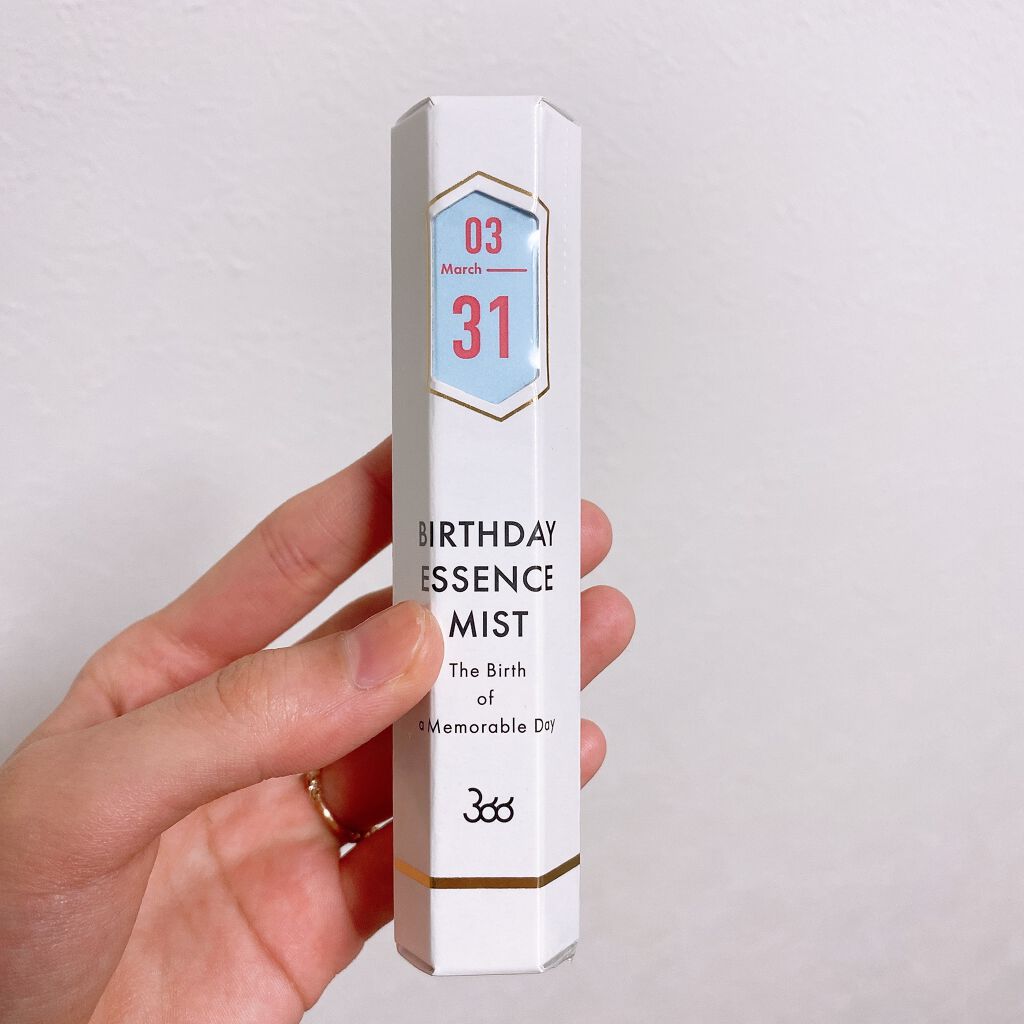 03
March
31
BIRTHDAY
ESSENCE
MIST
The Birth
of
a Memorable Day
366